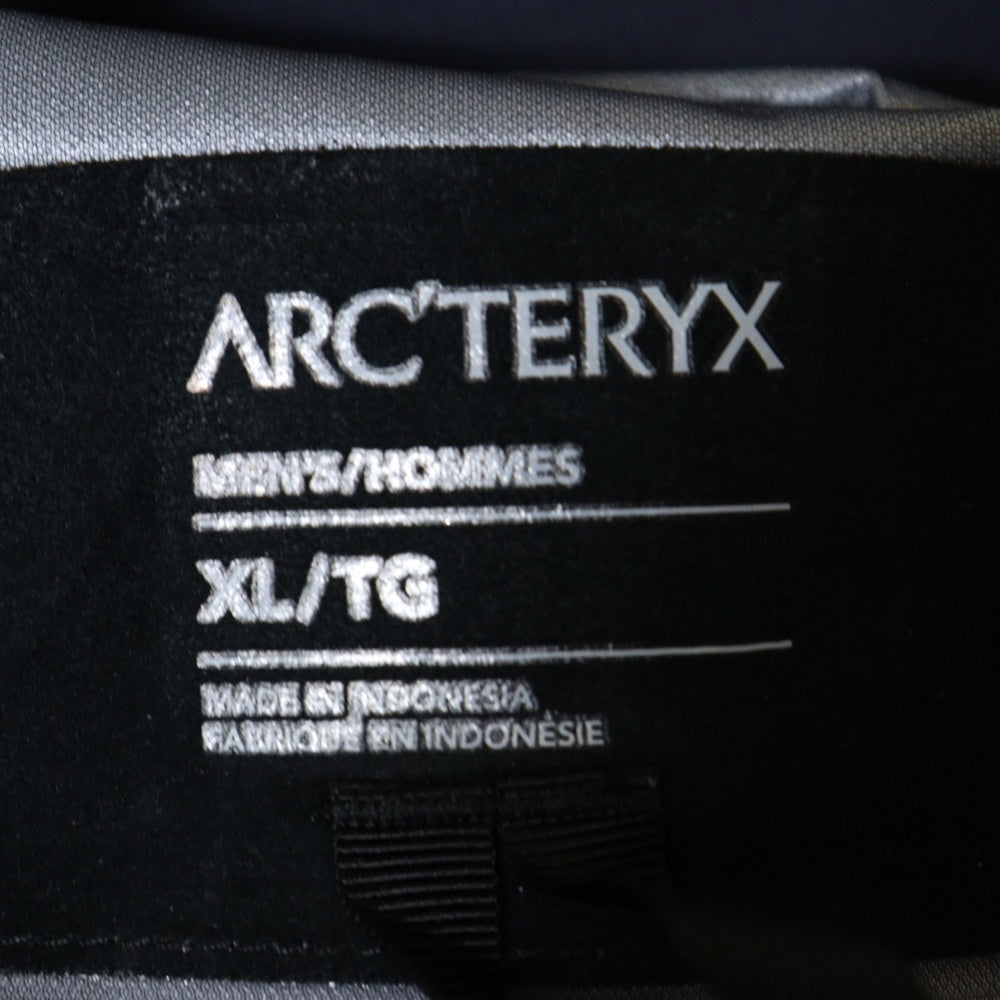 ARC'TERYX
MEN'S/HOMMES
XL/TG
MADE IN INDONESIA
FABRIQUÉ EN INDONÉSIE